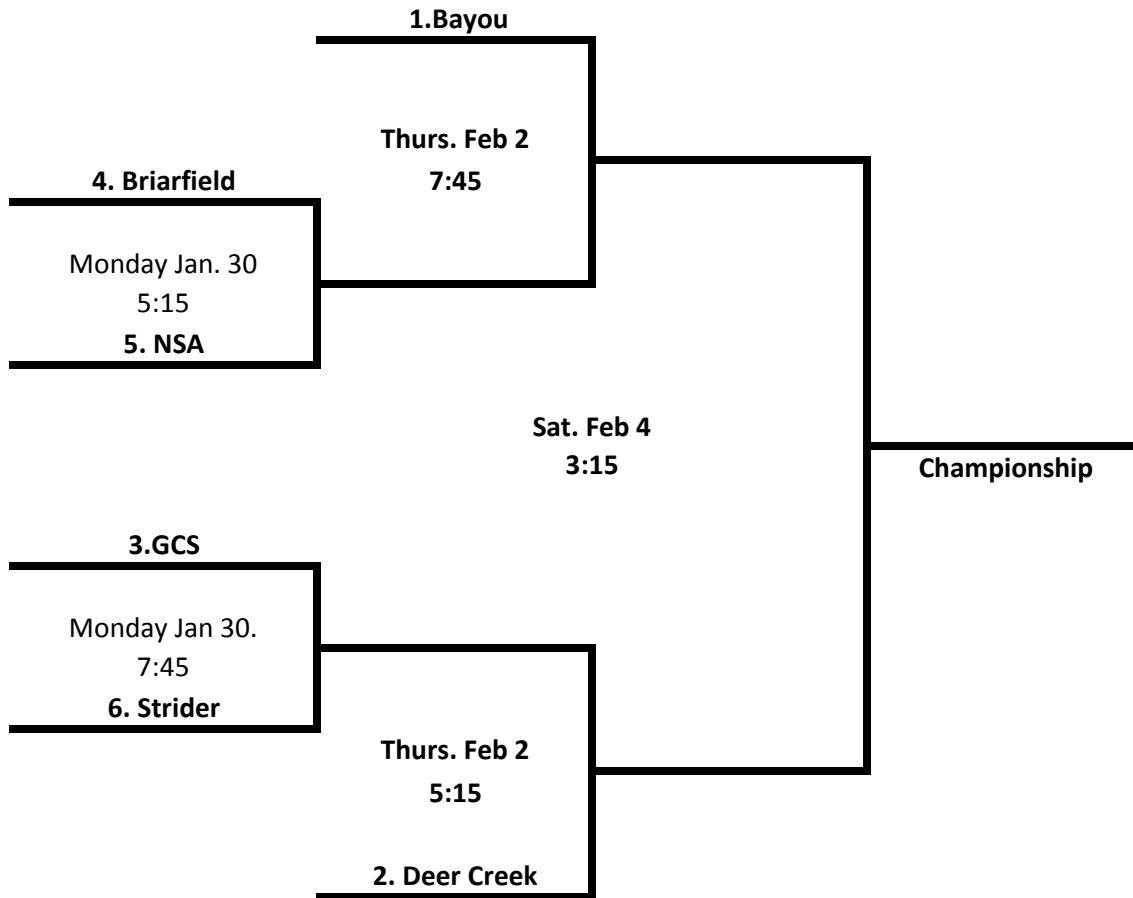 1.Bayou
Thurs. Feb 2
7:45
4. Briarfield
Monday Jan. 30
5:15
5. NSA
Sat. Feb 4
3:15
Championship
3.GCS
Monday Jan 30.
7:45
6. Strider
Thurs. Feb 2
5:15
2. Deer Creek